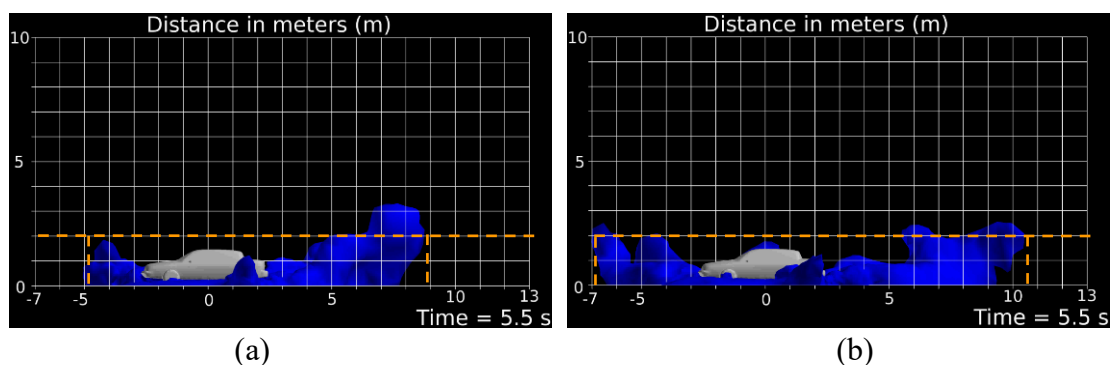 Distance in meters (m)
10
5
0
-7 -5 0 5 10 13
Time = 5.5 s
(a)
Distance in meters (m)
10
5
0
-7 -5 0 5 10 13
Time = 5.5 s
(b)